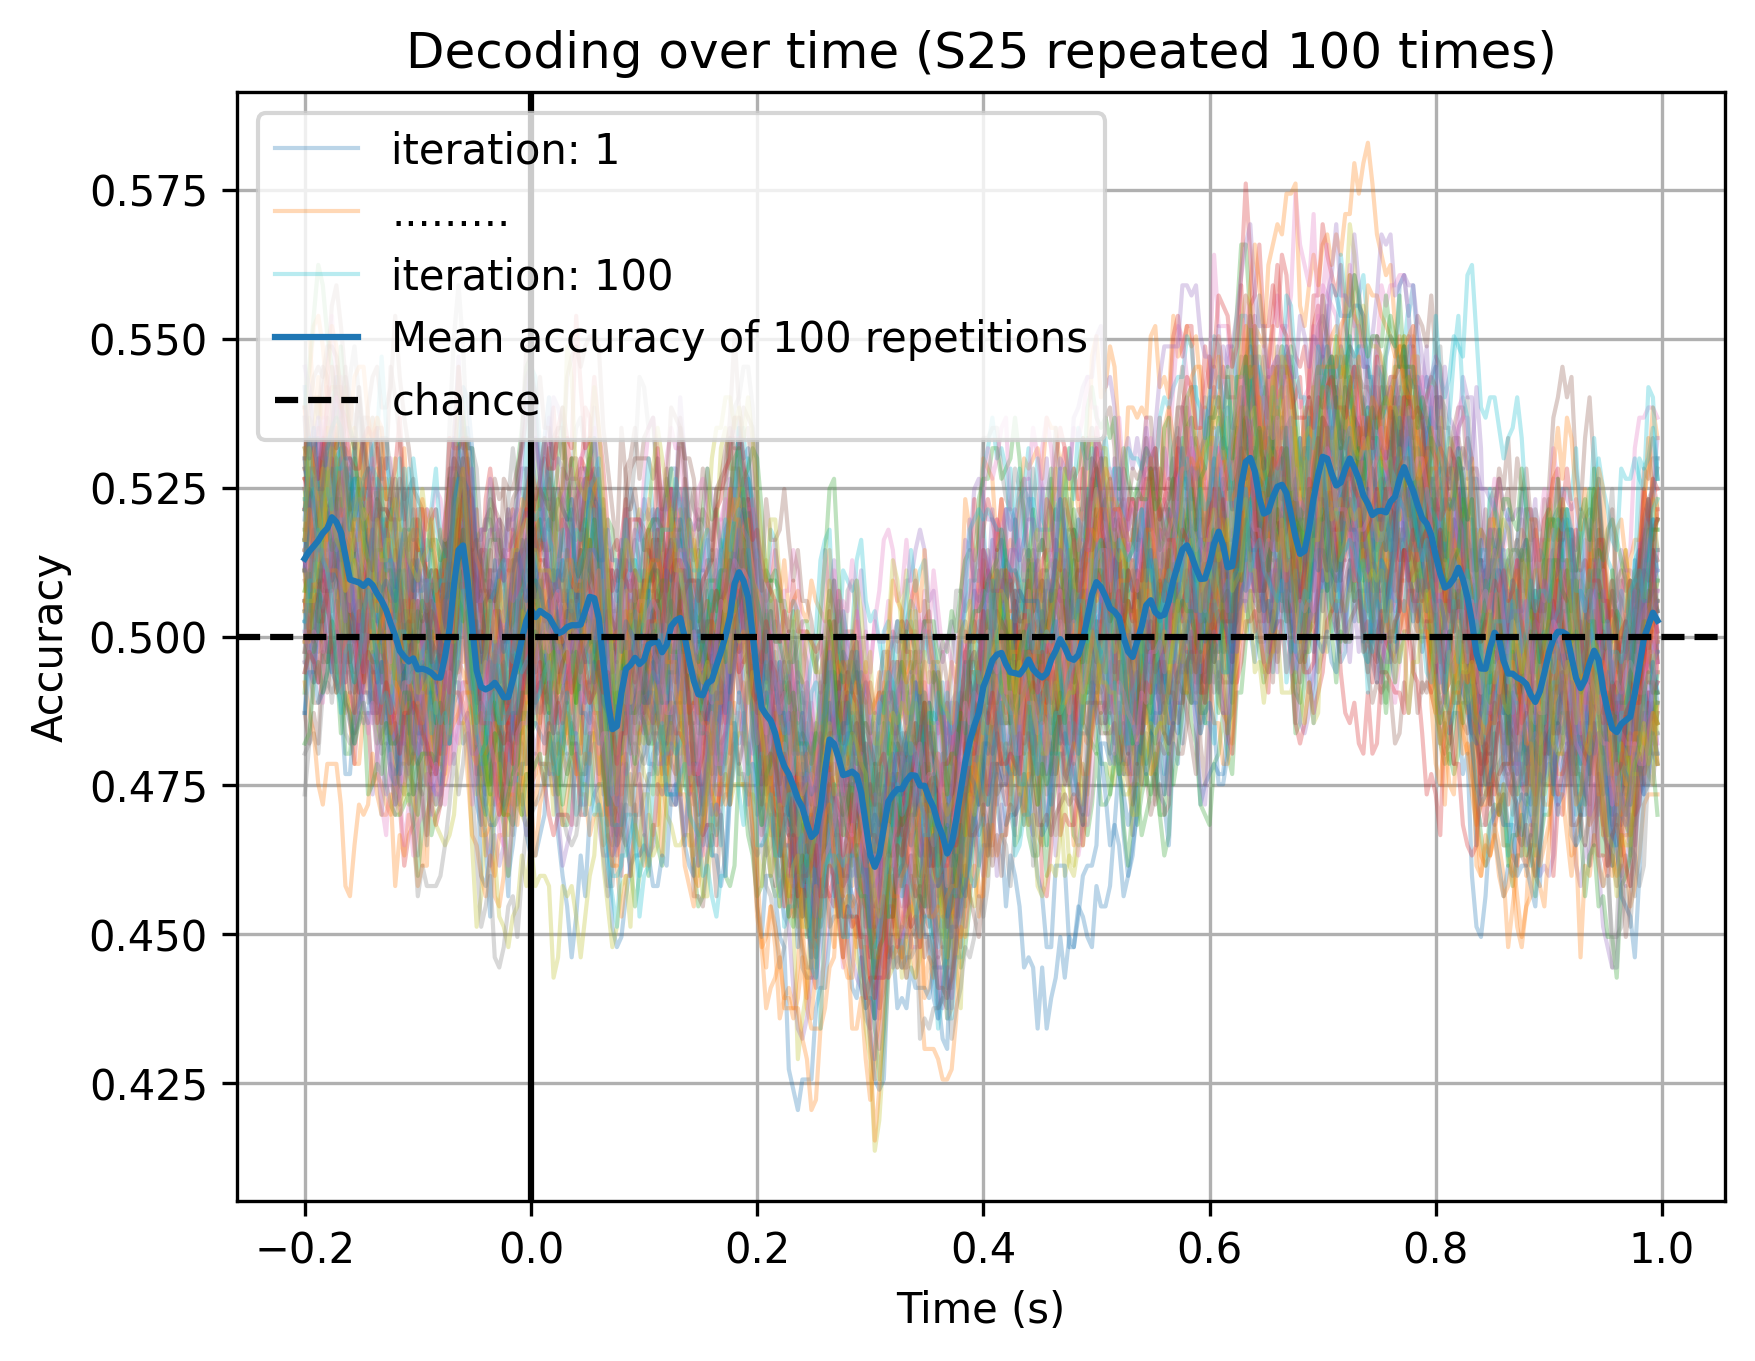 Decoding over time (S25 repeated 100 times)
iteration: 1
.........
iteration: 100
Mean accuracy of 100 repetitions
chance
0.575
0.550
0.525
0.500
0.475
0.450
0.425
Accuracy
−0.2 0.0 0.2 0.4 0.6 0.8 1.0
Time (s)